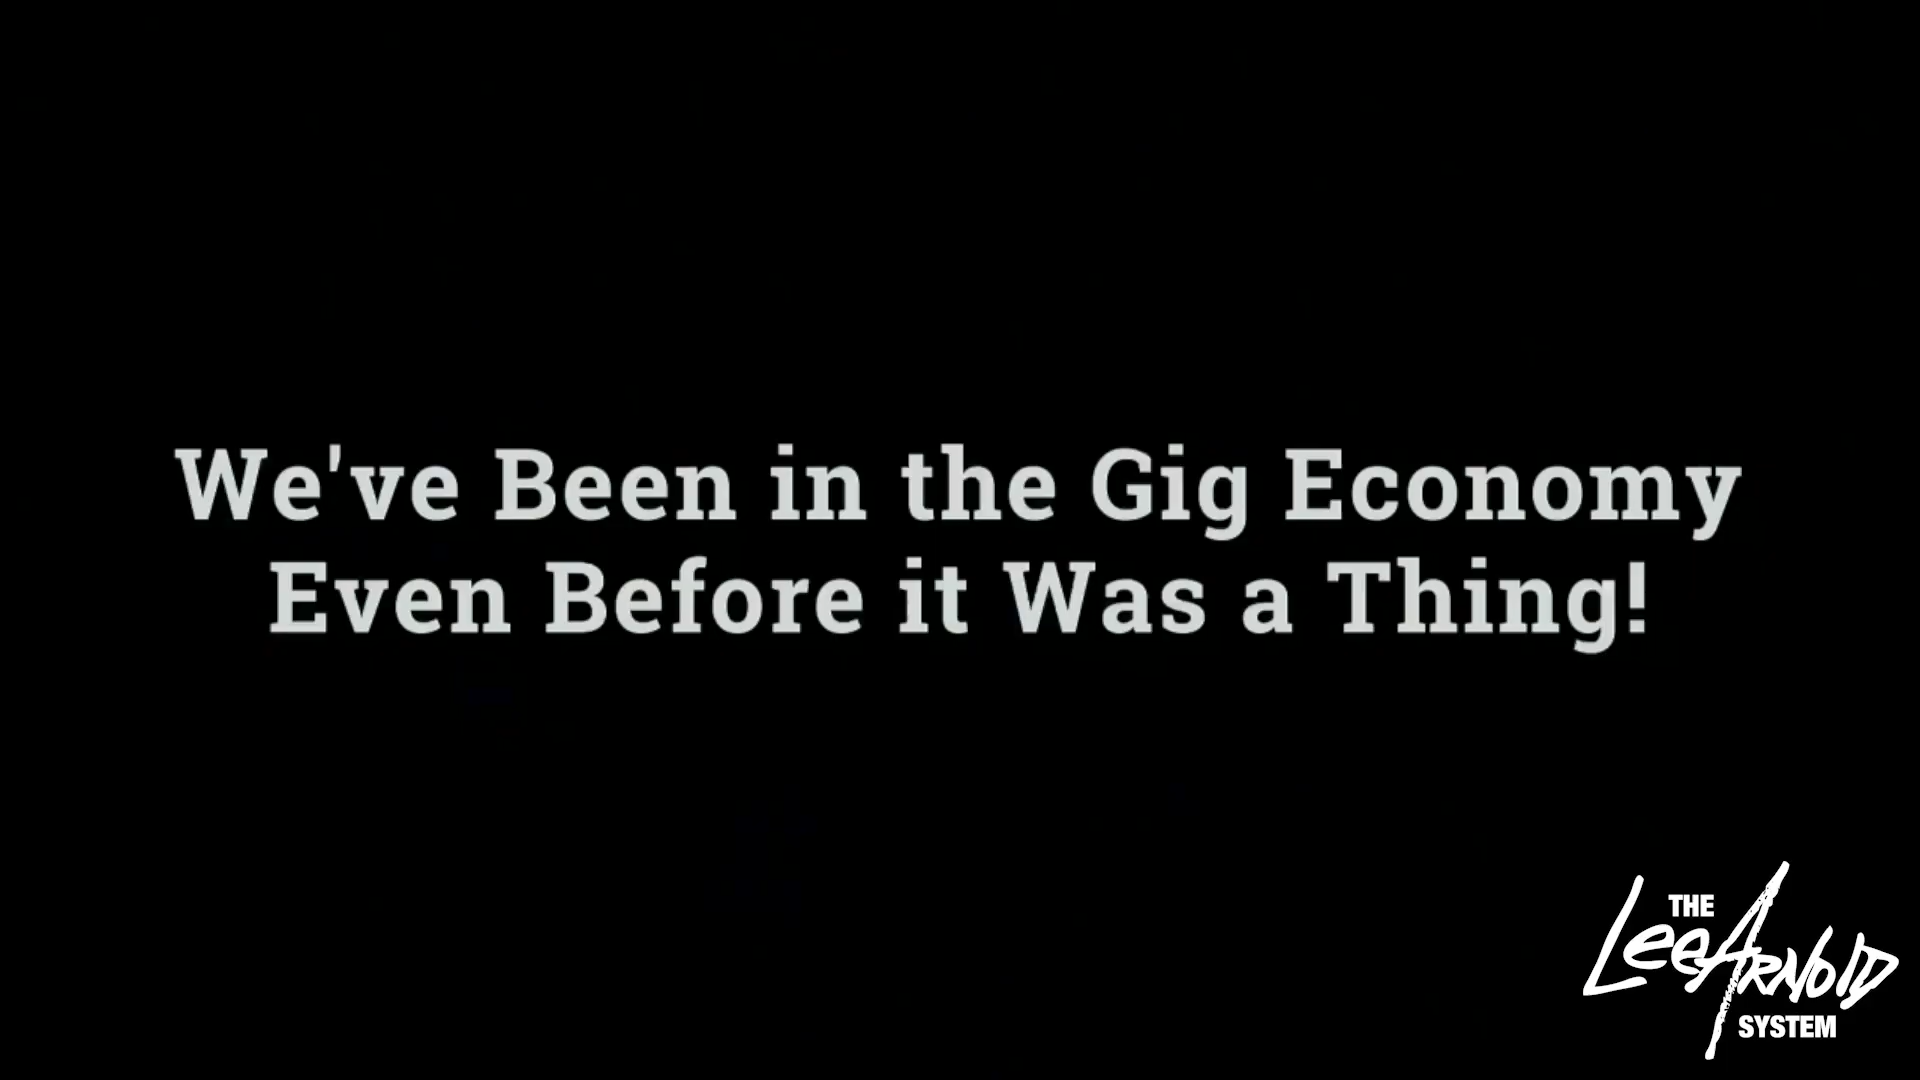 We've Been in the Gig Economy
Even Before it Was a Thing!
THE
LeeArnold
SYSTEM